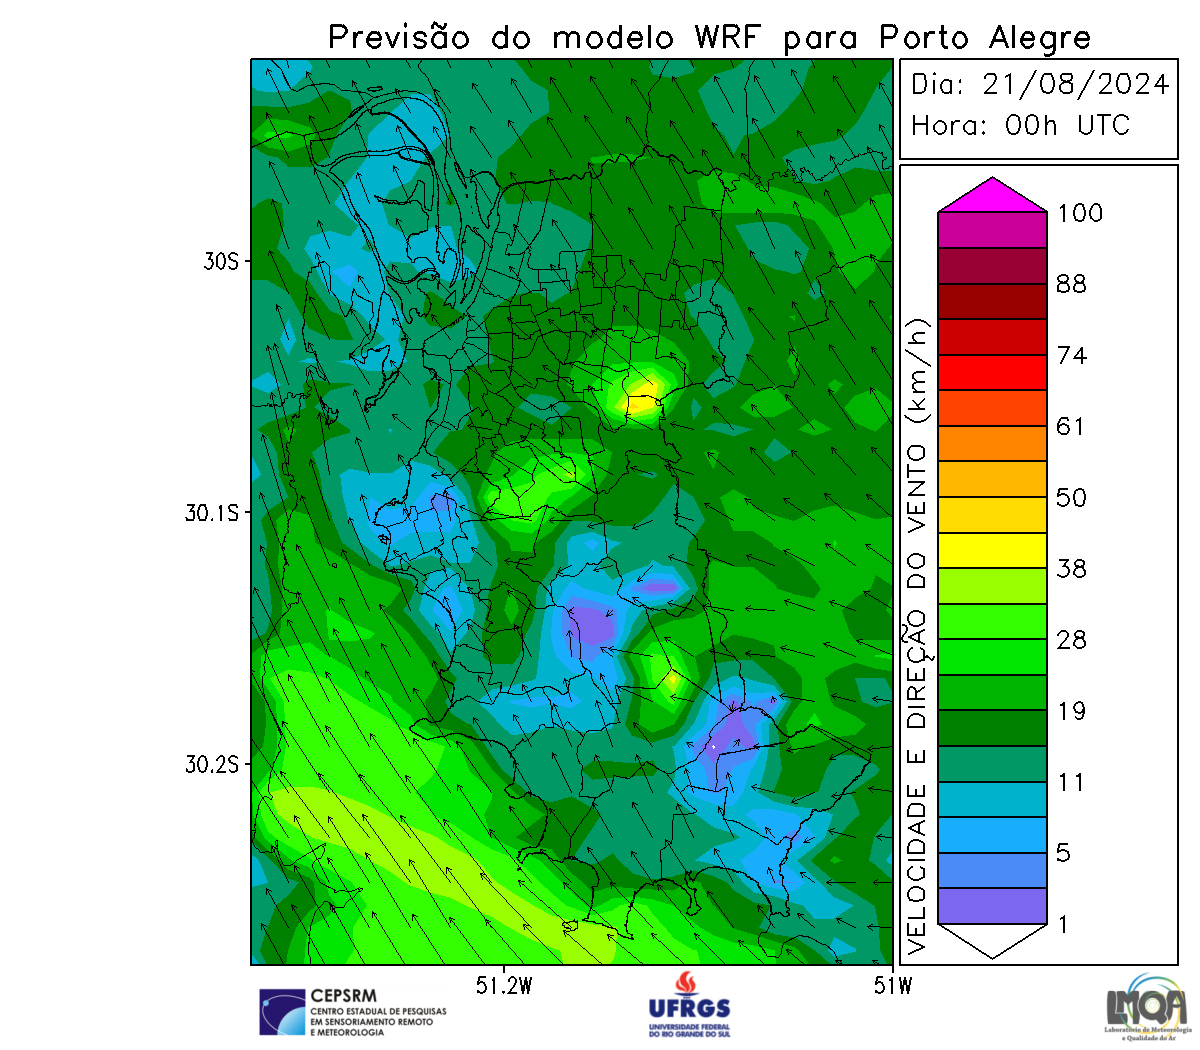 Previsão do modelo WRF para Porto Alegre
Dia: 21/08/2024
Hora: 00h UTC
100
88
74
61
50
38
28
19
11
5
1
VELOCIDADE E DIREÇÃO DO VENTO (km/h)
30S
30.1S
30.2S
51.2W
51W
CEPSRM
CENTRO ESTADUAL DE PESQUISAS
EM SENSORIAMENTO REMOTO
E METEOROLOGIA
UFRGS
UNIVERSIDADE FEDERAL
DO RIO GRANDE DO SUL
LMQA
Laboratório de Meteorologia
e Qualidade do Ar